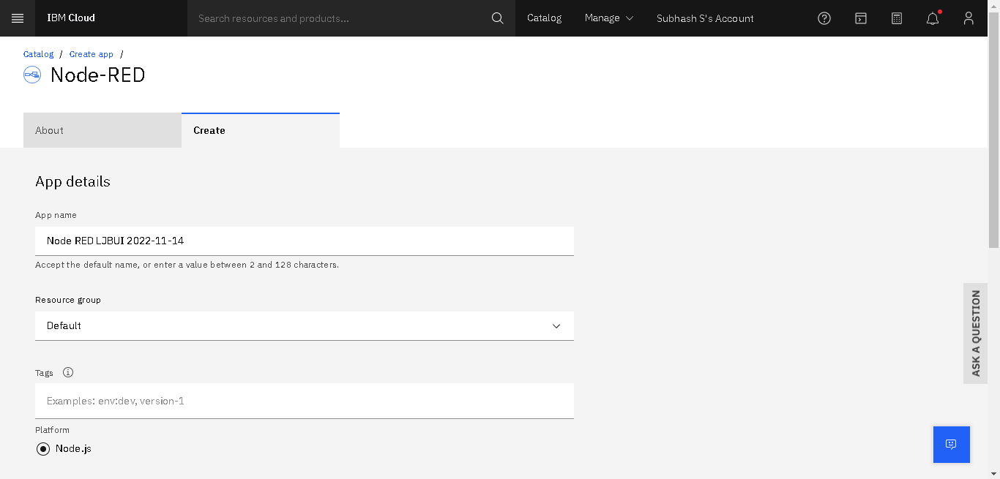 IBM Cloud
Search resources and products...
Catalog
Manage
Subhash S's Account
Catalog / Create app /
Node-RED
About
Create
App details
App name
Node RED LJBUI 2022-11-14
Accept the default name, or enter a value between 2 and 128 characters.
Resource group
Default
Tags
Examples: env:dev, version-1
Platform
Node.js
ASK A QUESTION